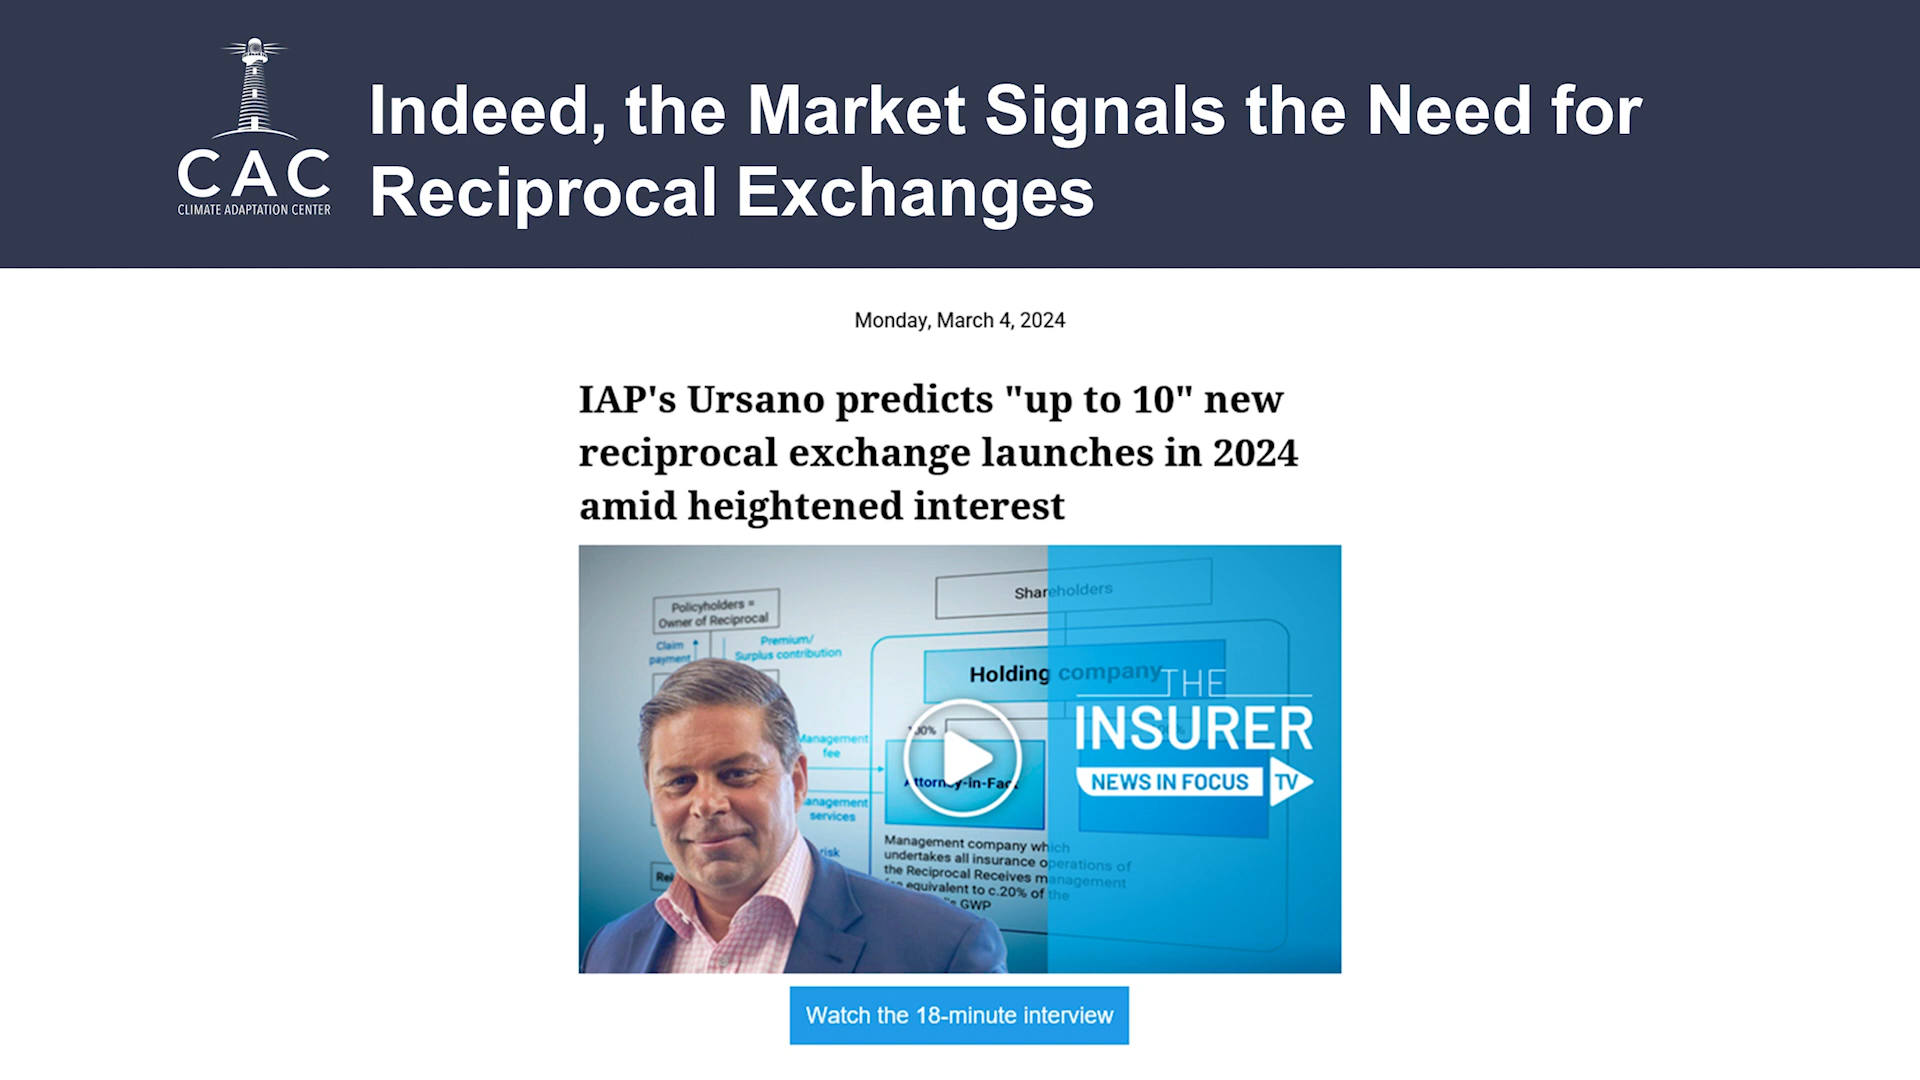 CAC
CLIMATE ADAPTATION CENTER
Indeed, the Market Signals the Need for
Reciprocal Exchanges
Monday, March 4, 2024
IAP's Ursano predicts "up to 10" new
reciprocal exchange launches in 2024
amid heightened interest
Policyholders =
Owner of Reciprocal
Claim
payment
Premium/
Surplus contribution
Shareholders
Holding company
Management
fee
management
services
risk
Attorney-in-Fact
Management company which
undertakes all insurance operations of
the Reciprocal Receives management
equivalent to c.20% of the
GWP
THE
INSURER
NEWS IN FOCUS TV
Watch the 18-minute interview